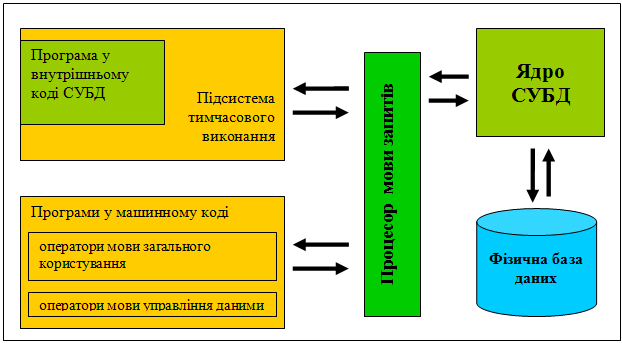 Програма у
внутрішньому
коді СУБД
Підсистема
тимчасового
виконання
Програми у машинному коді
оператори мови загального
користування
оператори мови управління даними
Процесор мови запитів
Ядро
СУБД
Фізична база
даних